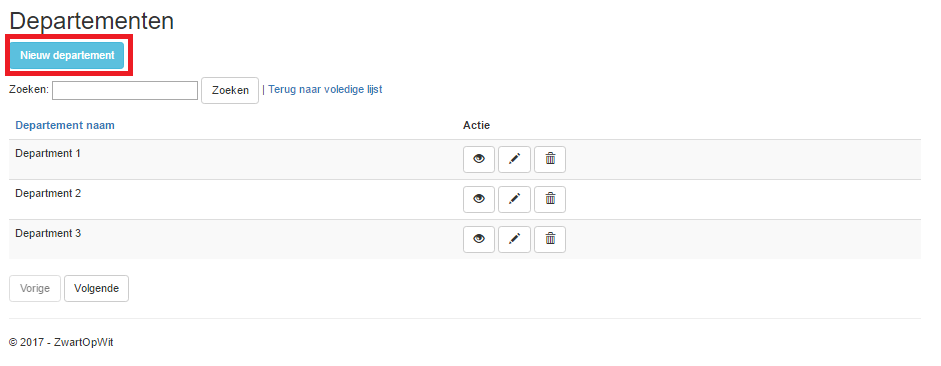 Departementen
Nieuw departement
Zoeken: Zoeken | Terug naar voledige lijst
Departement naam Actie
Department 1
Department 2
Department 3
Vorige Volgende
© 2017 - ZwartOpWit